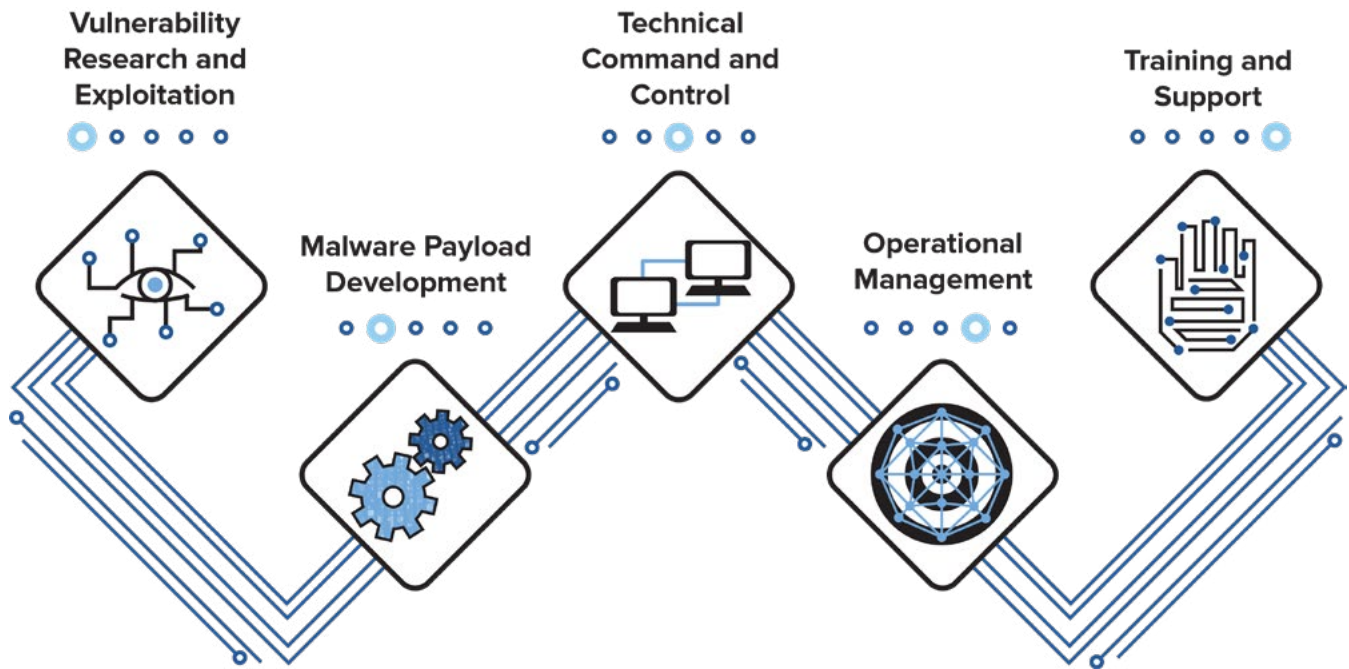 Vulnerability
Research and
Exploitation
Malware Payload
Development
Technical
Command and
Control
Operational
Management
Training and
Support